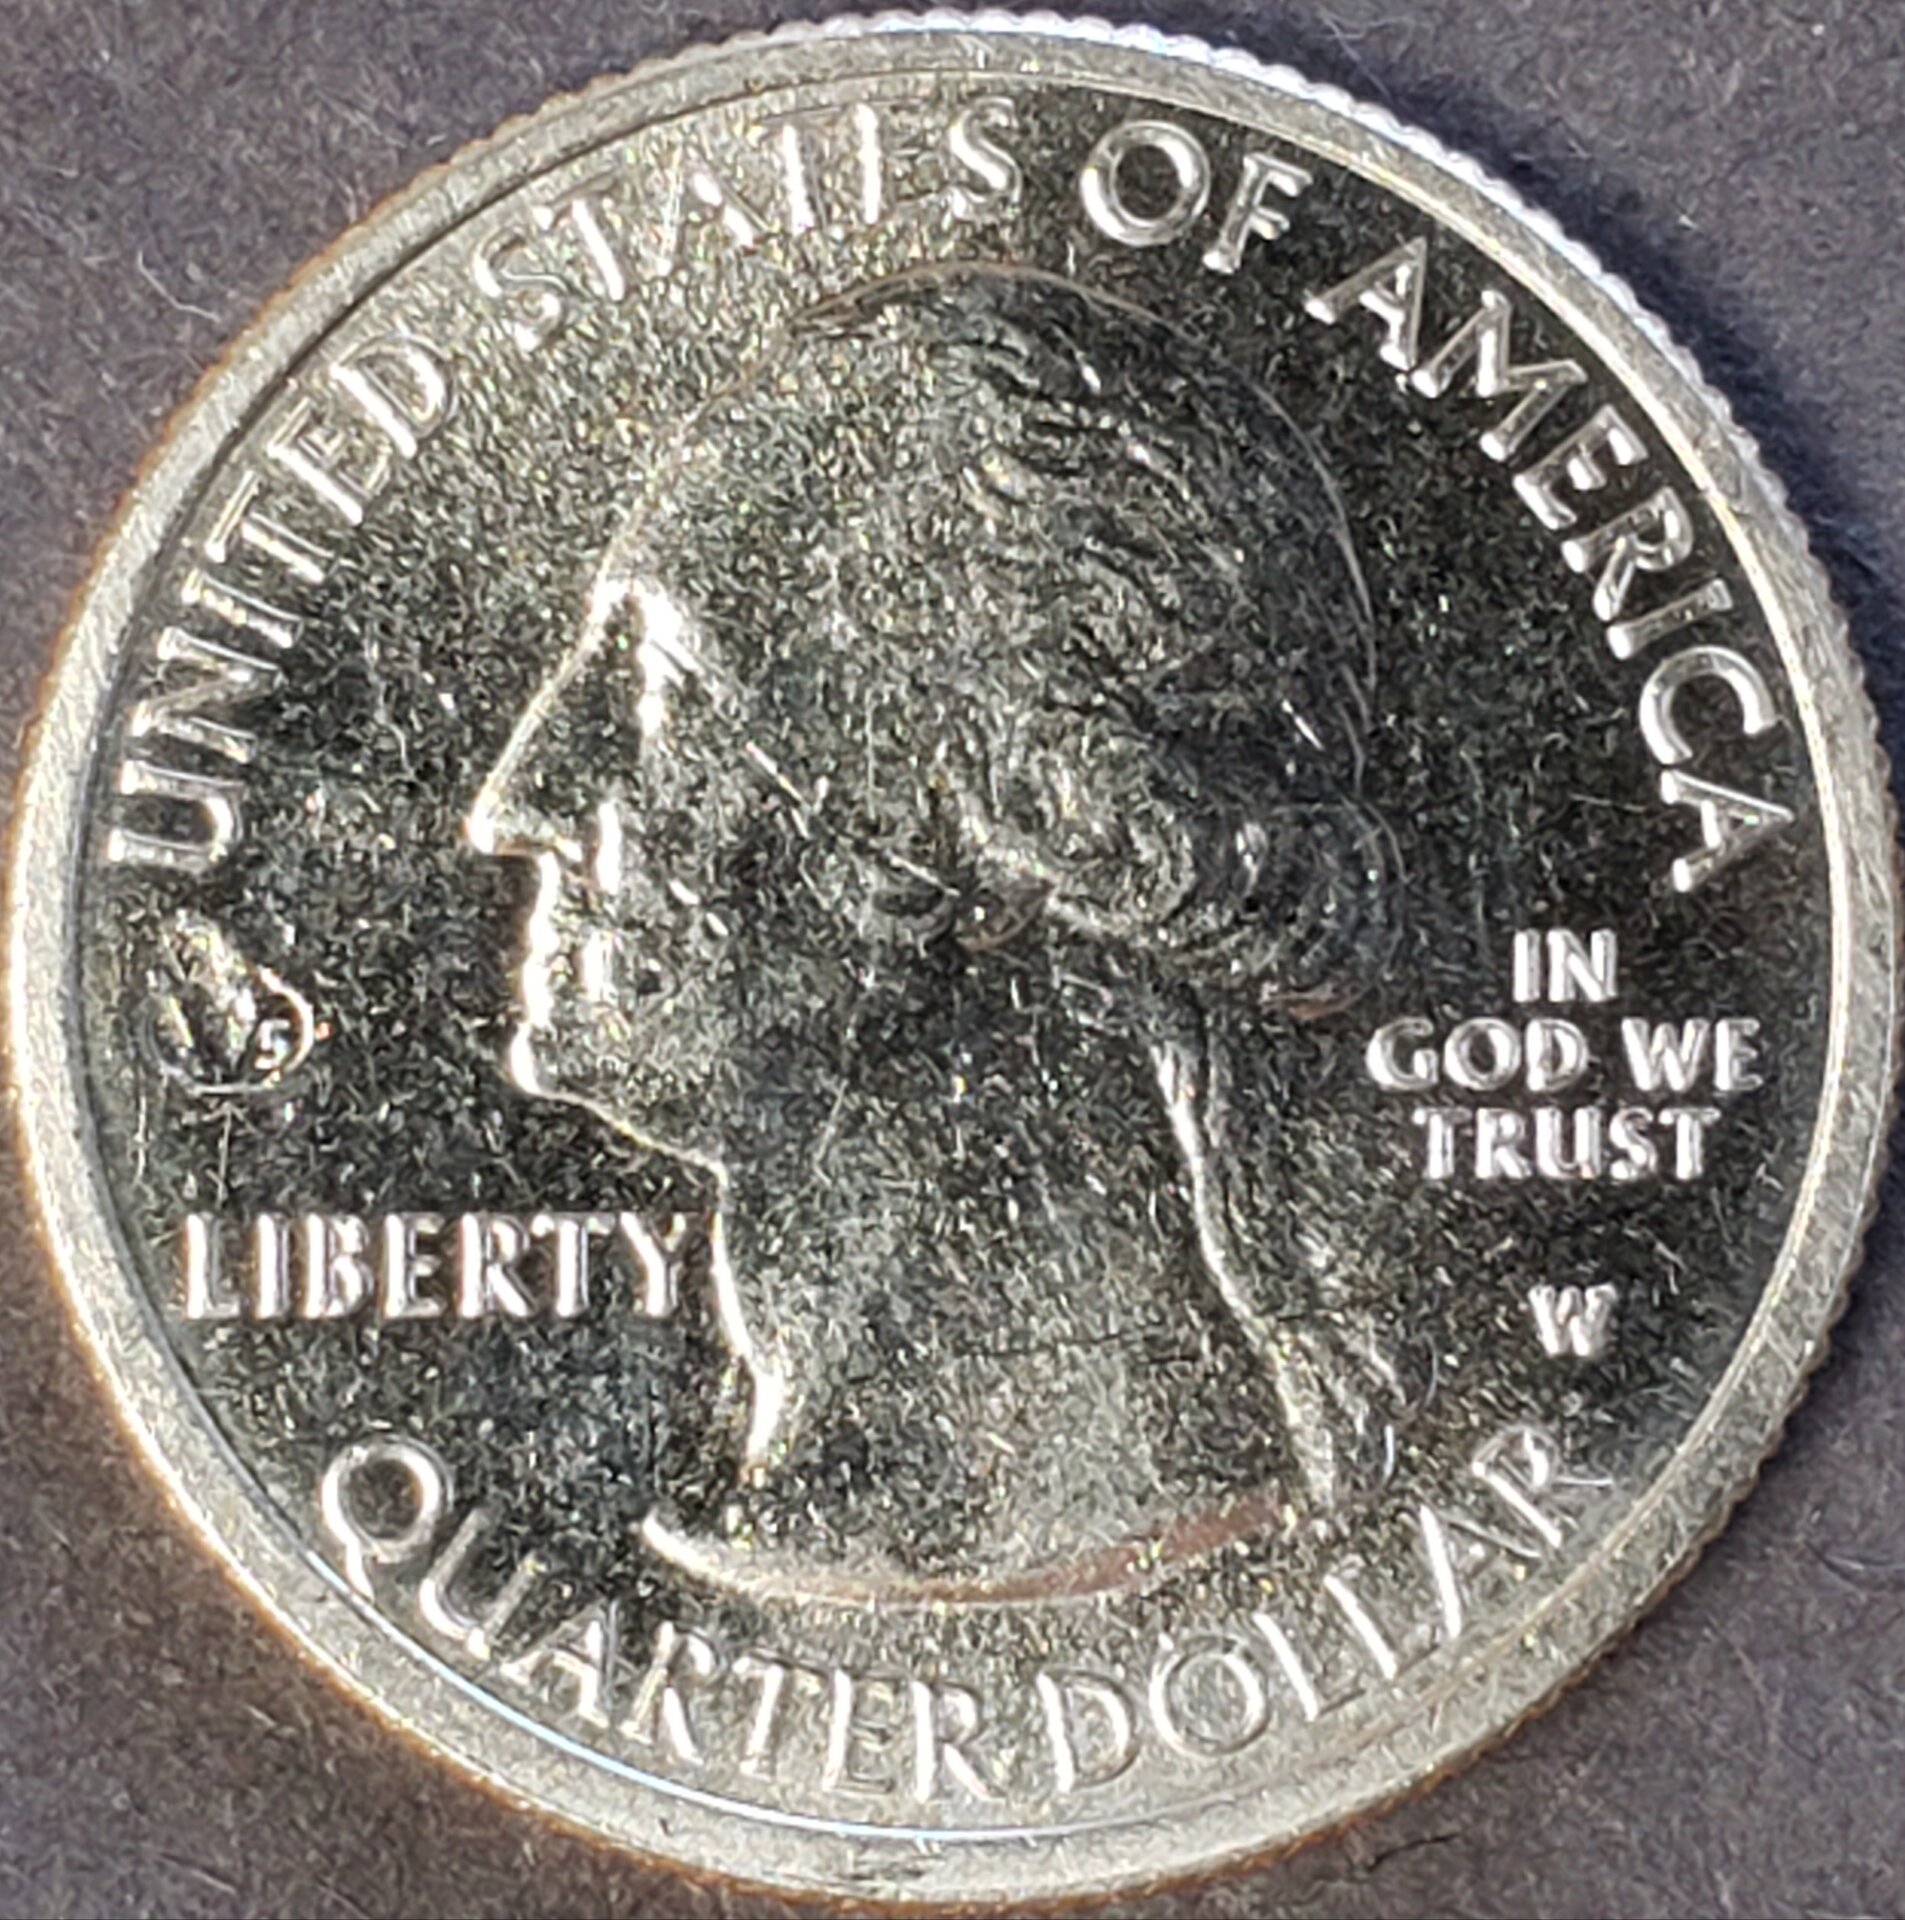 UNITED STATES OF AMERICA
IN
GOD WE
TRUST
LIBERTY
W
QUARTER DOLLAR